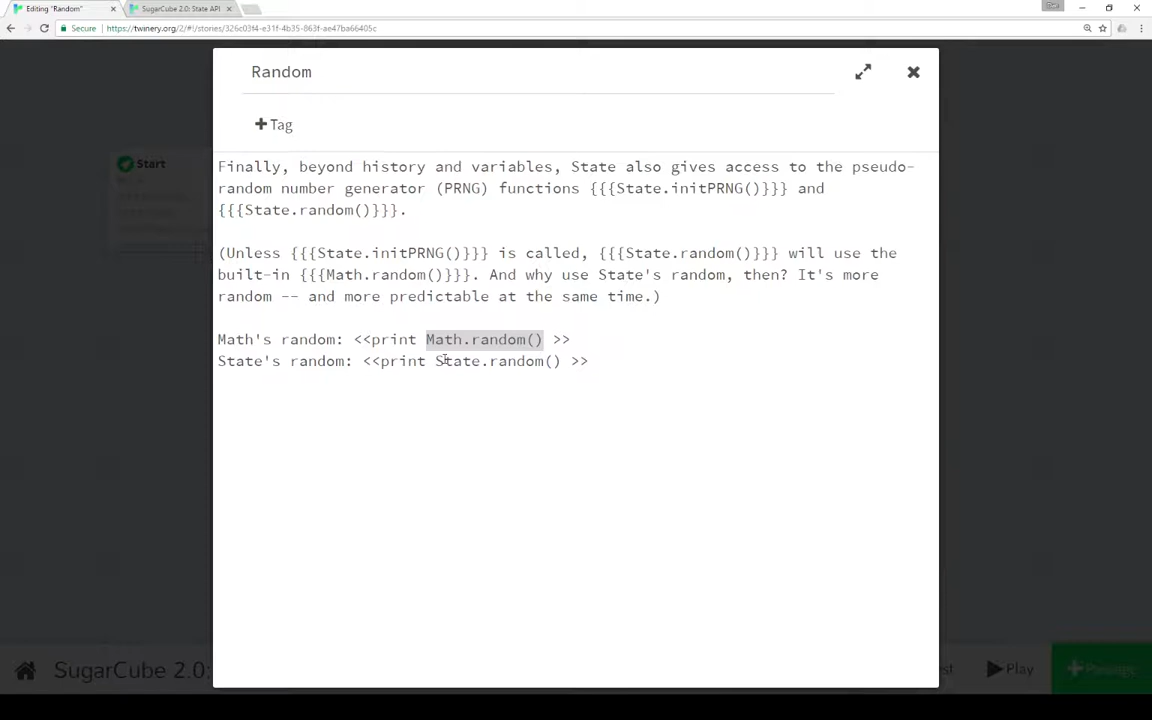 Editing "Random"
SugarCube 2.0: State API
Secure
https://twinery.org/2/#!/stories/326c03f4-e31f-4b35-863f-ae47ba66405c
Random
+ Tag
Start
Finally, beyond history and variables, State also gives access to the pseudo-
random number generator (PRNG) functions {{{State.initPRNG()}}} and
{{{State.random()}}}.
(Unless {{{State.initPRNG()}}} is called, {{{State.random()}}} will use the
built-in {{{Math.random()}}}. And why use State's random, then? It's more
random -- and more predictable at the same time.)
Math's random: <<print Math.random() >>
State's random: <<print State.random() >>
SugarCube 2.0:
Play
+ Passage